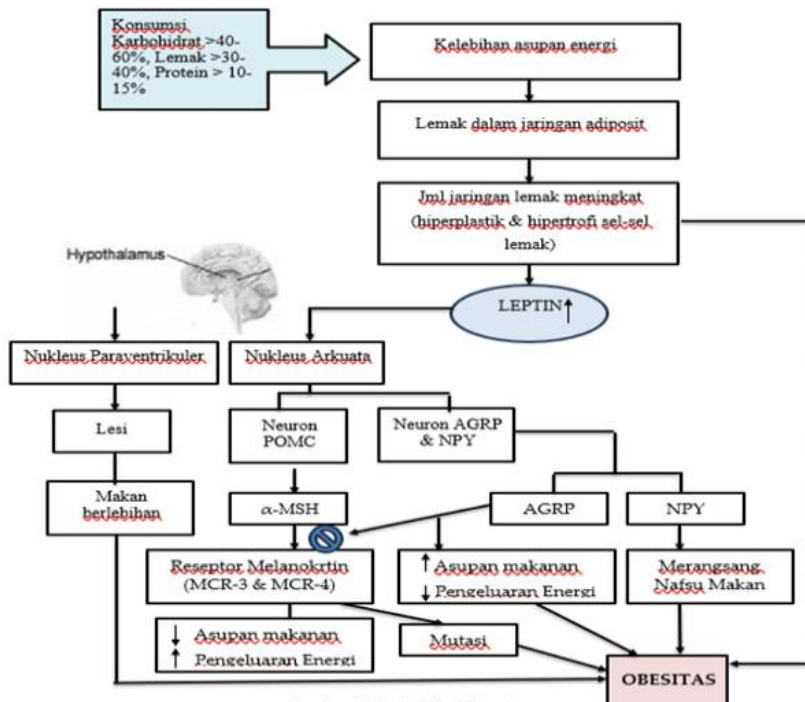 Konsumsi
Karbohidrat >40-
60%, Lemak >30-
40%, Protein > 10-
15%
Kelebihan asupan energi
Lemak dalam jaringan adiposit
Jml jaringan lemak meningkat
(hiperplastik & hipertrofi sel-sel
lemak)
Hypothalamus
LEPTIN↑
Nukleus Paraventrikuler
Nukleus Arkuata
Lesi
Neuron
POMC
Neuron AGRP
& NPY
Makan
berlebihan
α-MSH
AGRP
NPY
Reseptor Melanokrtin
(MCR-3 & MCR-4)
↑ Asupan makanan
↓ Pengeluaran Energi
Merangsang
Nafsu Makan
↓ Asupan makanan
↑ Pengeluaran Energi
Mutasi
OBESITAS